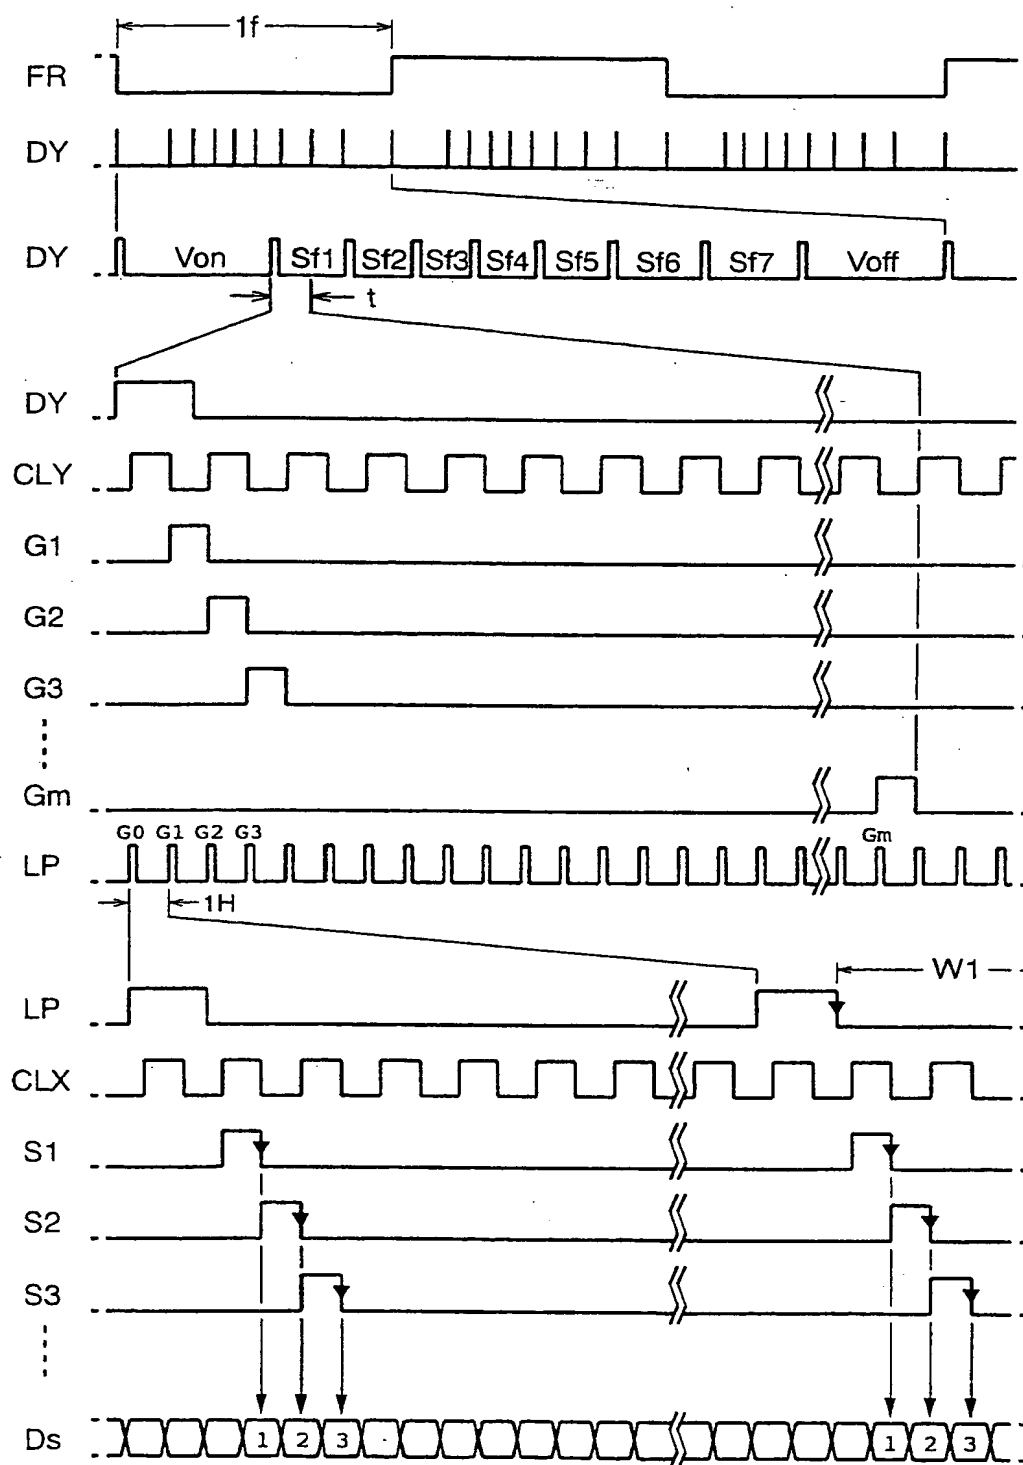 1f
FR
DY
DY Von Sf1 Sf2 Sf3 Sf4 Sf5 Sf6 Sf7 Voff
t
DY
CLY
G1
G2
G3
Gm
G0 G1 G2 G3 Gm
LP
1H
W1
LP
CLX
S1
S2
S3
Ds 1 2 3 1 2 3